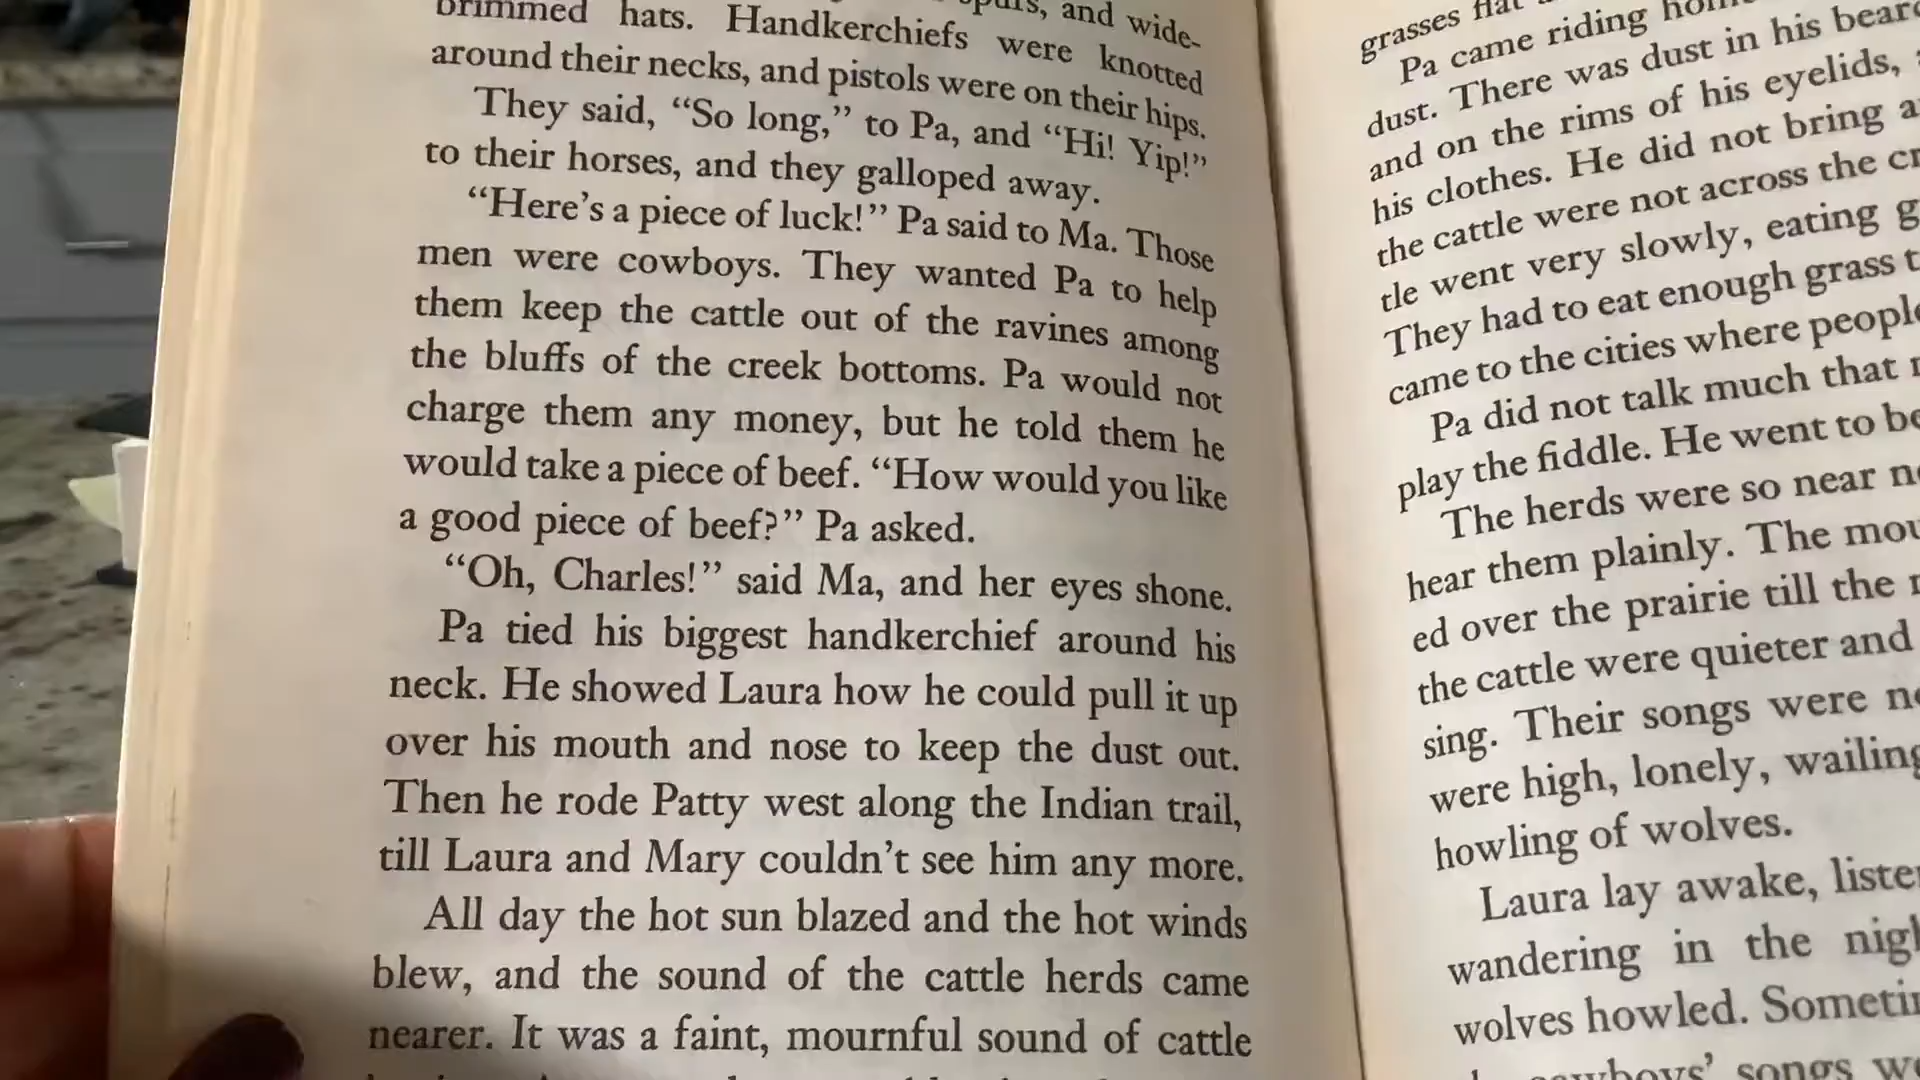 and wide-
brimmed hats. Handkerchiefs were knotted
around their necks, and pistols were on their hips.
They said, “So long,” to Pa, and “Hi! Yip!”
to their horses, and they galloped away.
“Here’s a piece of luck!” Pa said to Ma. Those
men were cowboys. They wanted Pa to help
them keep the cattle out of the ravines among
the bluffs of the creek bottoms. Pa would not
charge them any money, but he told them he
would take a piece of beef. “How would you like
a good piece of beef?” Pa asked.
“Oh, Charles!” said Ma, and her eyes shone.
Pa tied his biggest handkerchief around his
neck. He showed Laura how he could pull it up
over his mouth and nose to keep the dust out.
Then he rode Patty west along the Indian trail,
till Laura and Mary couldn’t see him any more.
All day the hot sun blazed and the hot winds
blew, and the sound of the cattle herds came
nearer. It was a faint, mournful sound of cattle
grasses flat
Pa came riding
dust. There was dust in his beard
and on the rims of his eyelids,
his clothes. He did not bring
the cattle were not across the
tle went very slowly, eating
They had to eat enough grass
came to the cities where people
Pa did not talk much that
play the fiddle. He went to
The herds were so near
hear them plainly. The
ed over the prairie till the
the cattle were quieter and
sing. Their songs were
were high, lonely, wailing
howling of wolves.
Laura lay awake,
wandering in the
wolves howled.
cowboys’ songs